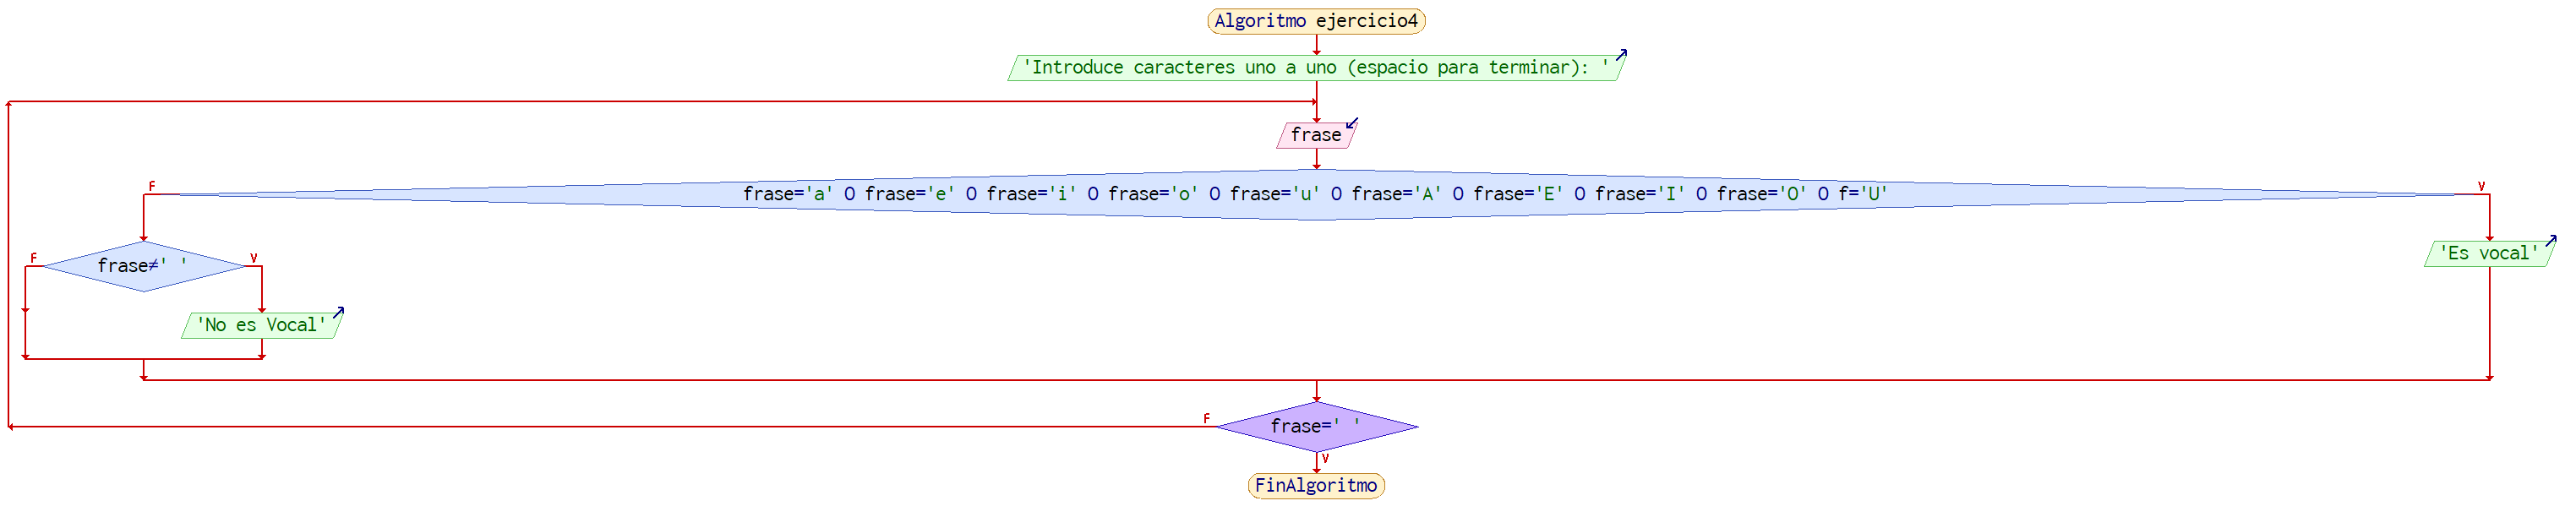 Algoritmo ejercicio4
'Introduce caracteres uno a uno (espacio para terminar): '
frase
frase='a' O frase='e' O frase='i' O frase='o' O frase='u' O frase='A' O frase='E' O frase='I' O frase='O' O f='U'
F
V
'Es vocal'
frase≠' '
F
V
'No es Vocal'
frase=' '
F
V
FinAlgoritmo